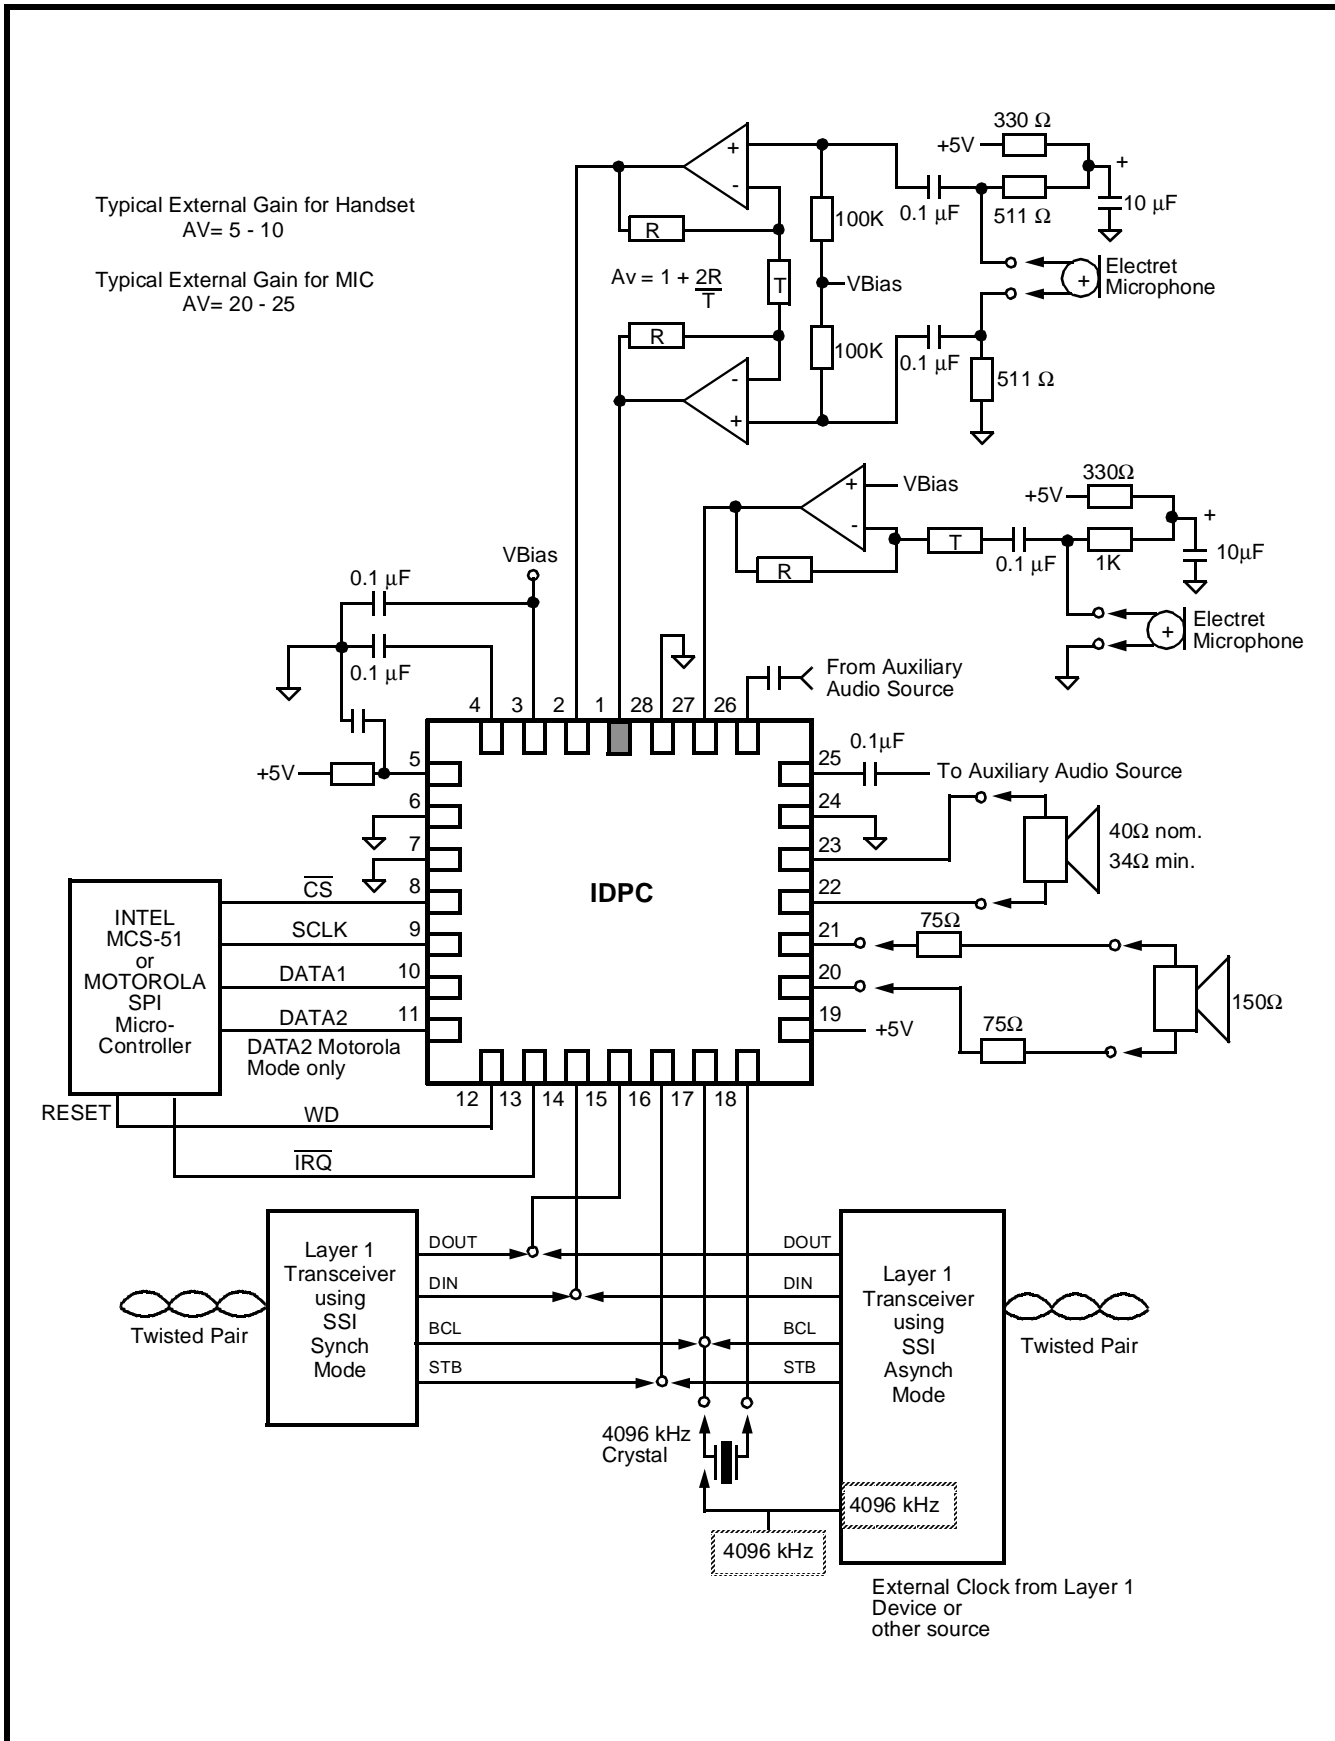 330 Ω
+5V
+
+
-
0.1 µF
511 Ω
10 µF
Typical External Gain for Handset
AV= 5 - 10
R
100K
Electret
Microphone
+
Typical External Gain for MIC
AV= 20 - 25
Av = 1 + 2R
T
T
VBias
R
100K
0.1 µF
511 Ω
-
+
330Ω
+5V
+
+
VBias
-
T
0.1 µF
1K
10µF
R
VBias
0.1 µF
0.1 µF
Electret
Microphone
+
From Auxiliary
Audio Source
4
3
2
1
28
27
26
+5V
5
6
7
8
9
10
11
25
24
23
22
21
20
19
0.1µF
To Auxiliary Audio Source
40Ω nom.
34Ω min.
IDPC
INTEL
MCS-51
or
MOTOROLA
SPI
Micro-
Controller
CS
SCLK
DATA1
DATA2
DATA2 Motorola
Mode only
75Ω
75Ω
150Ω
+5V
12
13
14
15
16
17
18
RESET
WD
IRQ
Layer 1
Transceiver
using
SSI
Synch
Mode
DOUT
DIN
BCL
STB
DOUT
DIN
BCL
STB
Layer 1
Transceiver
using
SSI
Asynch
Mode
Twisted Pair
Twisted Pair
4096 kHz
Crystal
4096 kHz
4096 kHz
External Clock from Layer 1
Device or
other source